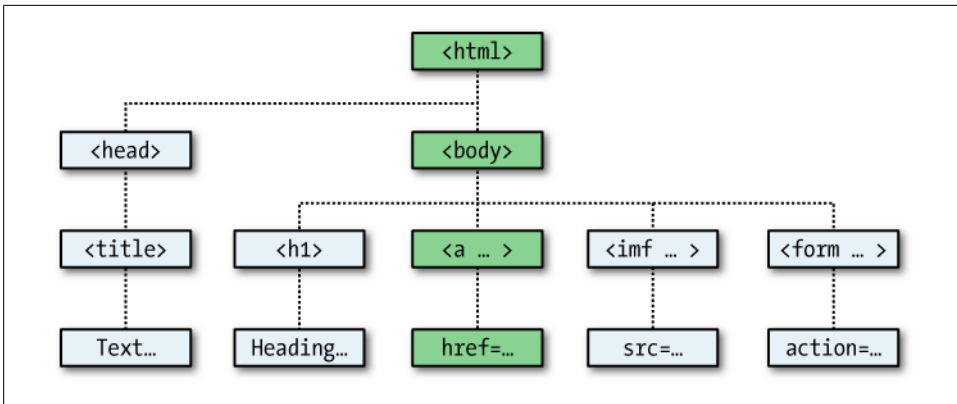 <html>
<head>
<body>
<title>
<h1>
<a … >
<imf … >
<form … >
Text…
Heading…
href=…
src=…
action=…